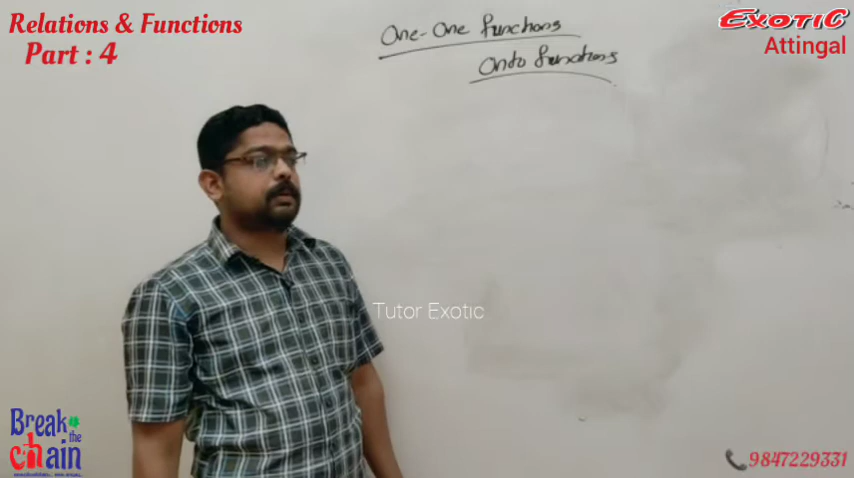 Relations & Functions
Part : 4
One-One functions
Onto functions
EXOTIC
Attingal
Tutor Exotic
Break
the
chain
9847229331